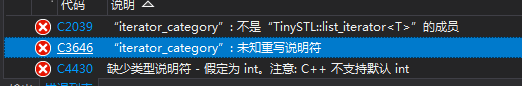 代码 说明
C2039 “iterator_category”: 不是“TinySTL::list_iterator<T>”的成员
C3646 “iterator_category”: 未知重写说明符
C4430 缺少类型说明符 - 假定为 int。注意: C++ 不支持默认 int